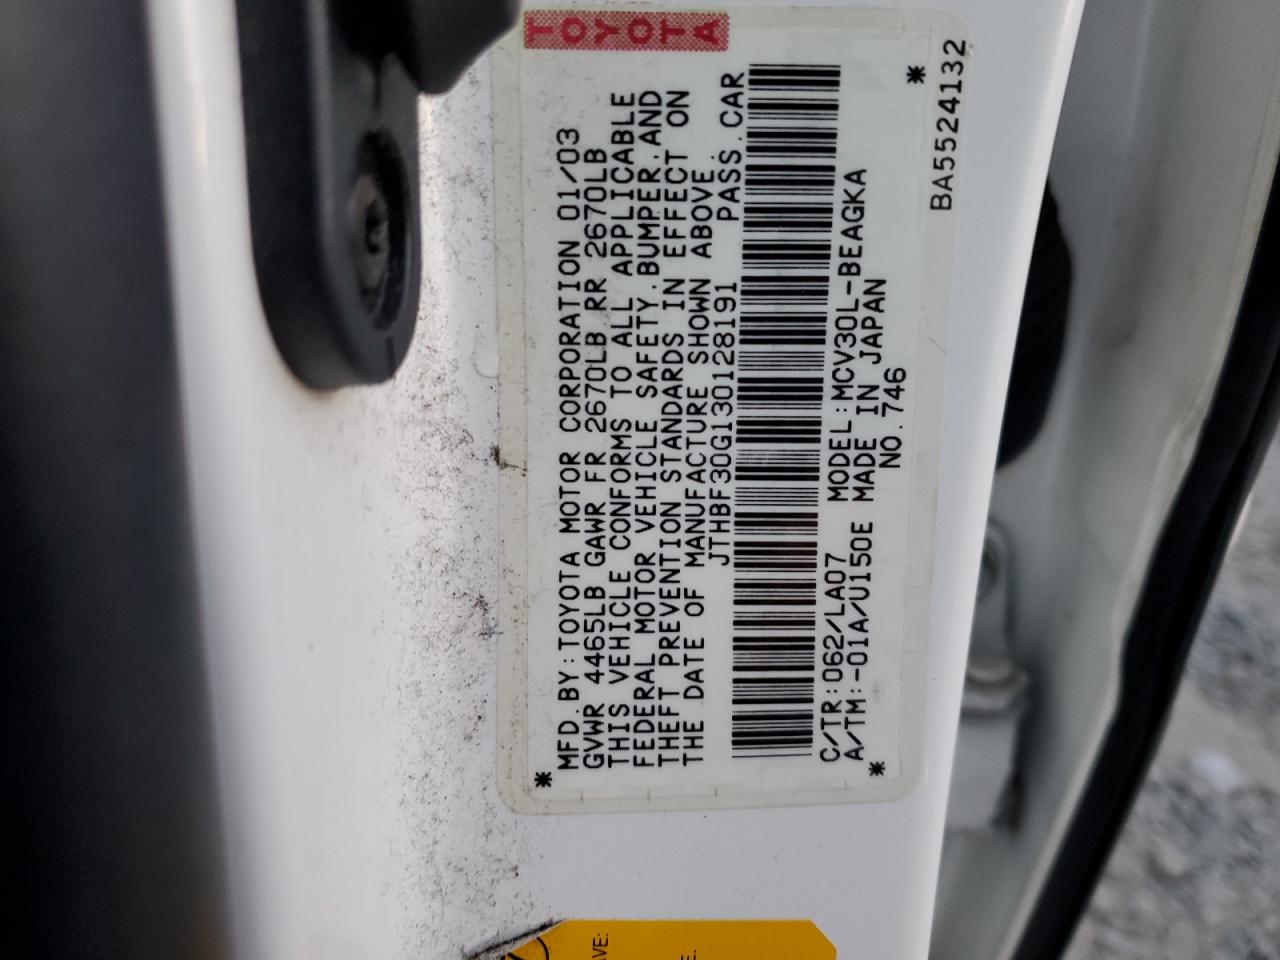 TOYOTA
MFD.BY:TOYOTA MOTOR CORPORATION 01/03
GVWR 4465LB GAWR FR 2670LB RR 2670LB
THIS VEHICLE CONFORMS TO ALL APPLICABLE
FEDERAL MOTOR VEHICLE SAFETY.BUMPER.AND
THEFT PREVENTION STANDARDS IN EFFECT ON
THE DATE OF MANUFACTURE SHOWN ABOVE.
JTHBF30G130128191 PASS.CAR
C/TR:062/LA07 MODEL:MCV30L-BEAGKA
A/TM:-01A/U150E MADE IN JAPAN
NO.746
BA5524132
AVE:
E.